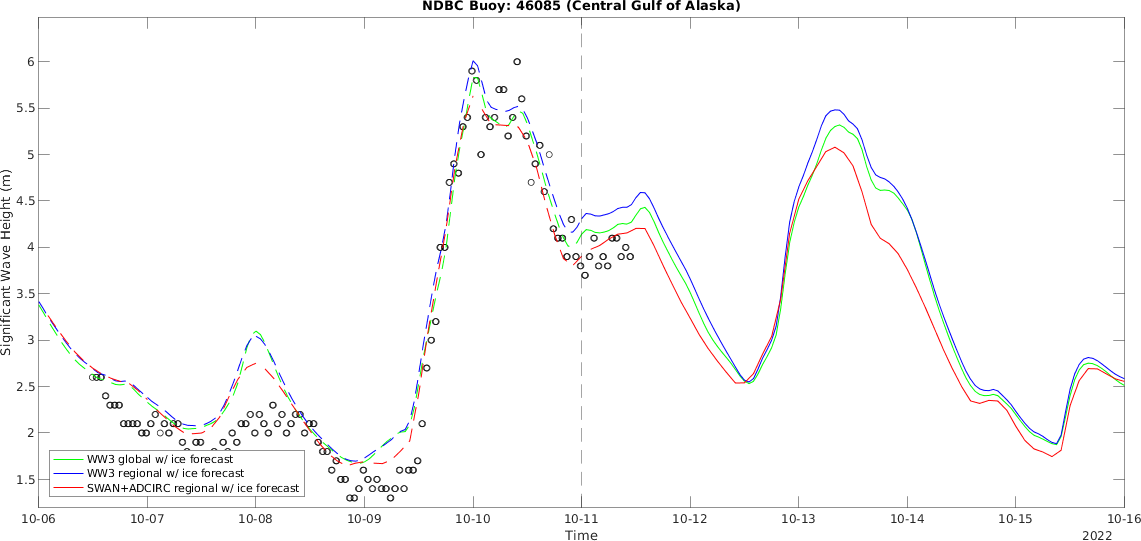 NDBC Buoy: 46085 (Central Gulf of Alaska)
Significant Wave Height (m)
6
5.5
5
4.5
4
3.5
3
2.5
2
1.5
WW3 global w/ ice forecast
WW3 regional w/ ice forecast
SWAN+ADCIRC regional w/ ice forecast
10-06 10-07 10-08 10-09 10-10 10-11 10-12 10-13 10-14 10-15 10-16
Time
2022